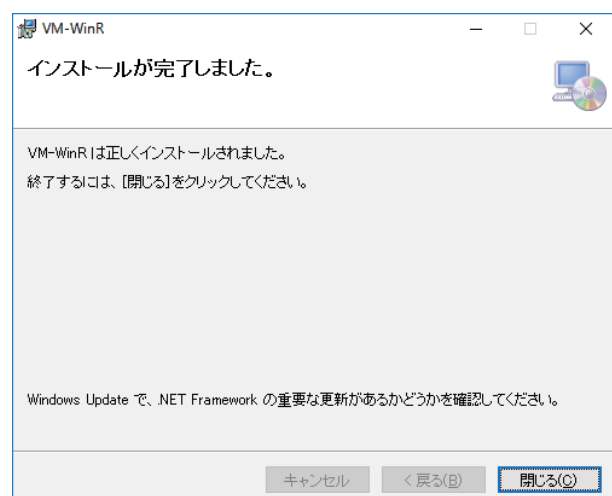 VM-WinR
インストールが完了しました。
VM-WinRは正しくインストールされました。
終了するには、[閉じる]をクリックしてください。
Windows Update で、.NET Framework の重要な更新があるかどうかを確認してください。
キャンセル
< 戻る(B)
閉じる(C)